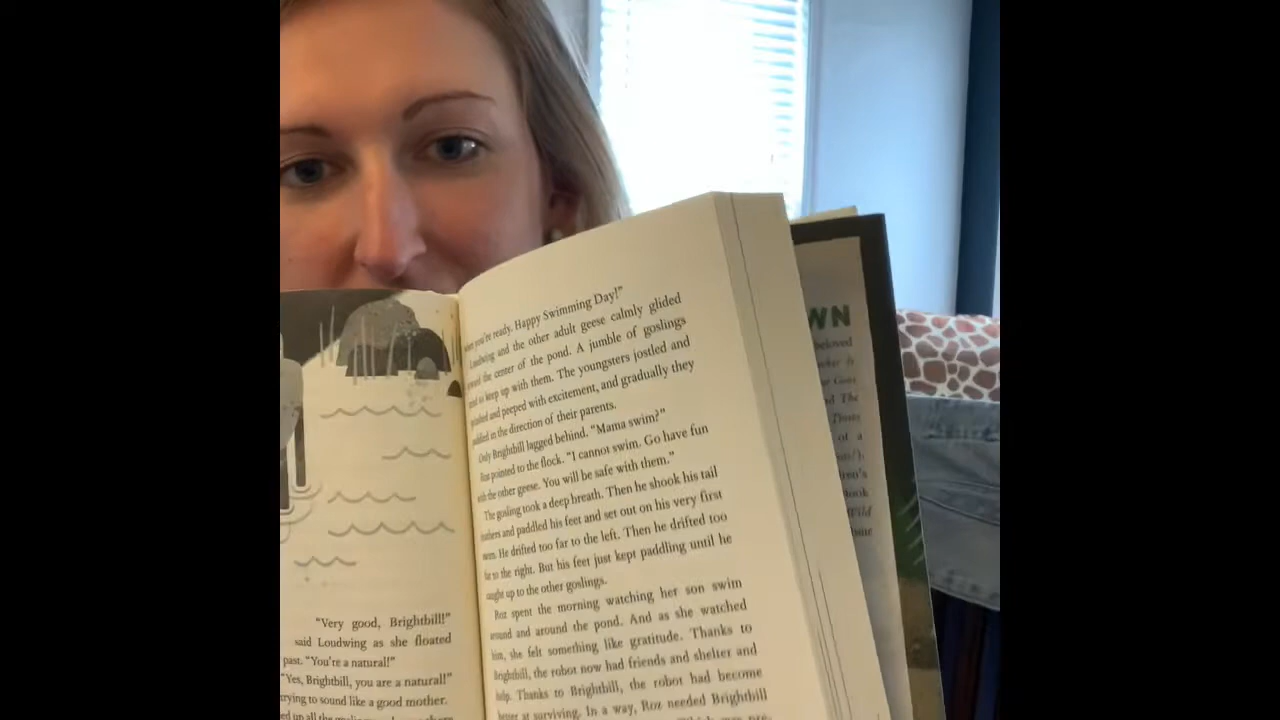 "Very good, Brightbill!"
said Loudwing as she floated
past. "You're a natural!"
"Yes, Brightbill, you are a natural!"
trying to sound like a good mother.
you're ready. Happy Swimming Day!"
Loudwing and the other adult geese calmly glided
toward the center of the pond. A jumble of goslings
to keep up with them. The youngsters jostled and
and peeped with excitement, and gradually they
paddled in the direction of their parents.
Only Brightbill lagged behind. "Mama swim?"
Roz pointed to the flock. "I cannot swim. Go have fun
with the other geese. You will be safe with them."
The gosling took a deep breath. Then he shook his tail
feathers and paddled his feet and set out on his very first
swim. He drifted too far to the left. Then he drifted too
far to the right. But his feet just kept paddling until he
caught up to the other goslings.
Roz spent the morning watching her son swim
around and around the pond. And as she watched
him, she felt something like gratitude. Thanks to
Brightbill, the robot now had friends and shelter and
help. Thanks to Brightbill, the robot had become
better at surviving. In a way, Roz needed Brightbill
WN
beloved
of a
Wild